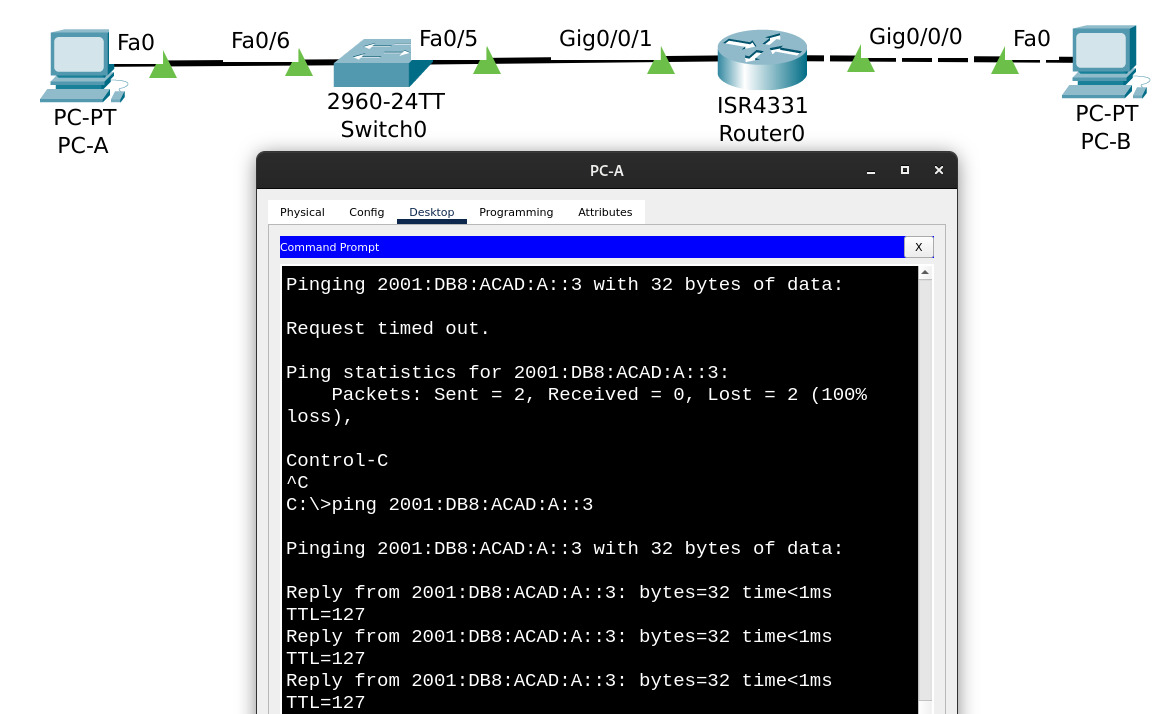 Fa0
Fa0/6
Fa0/5
Gig0/0/1
Gig0/0/0
Fa0
PC-PT
PC-A
2960-24TT
Switch0
ISR4331
Router0
PC-PT
PC-B
PC-A
Physical Config Desktop Programming Attributes
Command Prompt X
Pinging 2001:DB8:ACAD:A::3 with 32 bytes of data:
Request timed out.
Ping statistics for 2001:DB8:ACAD:A::3:
Packets: Sent = 2, Received = 0, Lost = 2 (100%
loss),
Control-C
^C
C:\>ping 2001:DB8:ACAD:A::3
Pinging 2001:DB8:ACAD:A::3 with 32 bytes of data:
Reply from 2001:DB8:ACAD:A::3: bytes=32 time<1ms
TTL=127
Reply from 2001:DB8:ACAD:A::3: bytes=32 time<1ms
TTL=127
Reply from 2001:DB8:ACAD:A::3: bytes=32 time<1ms
TTL=127